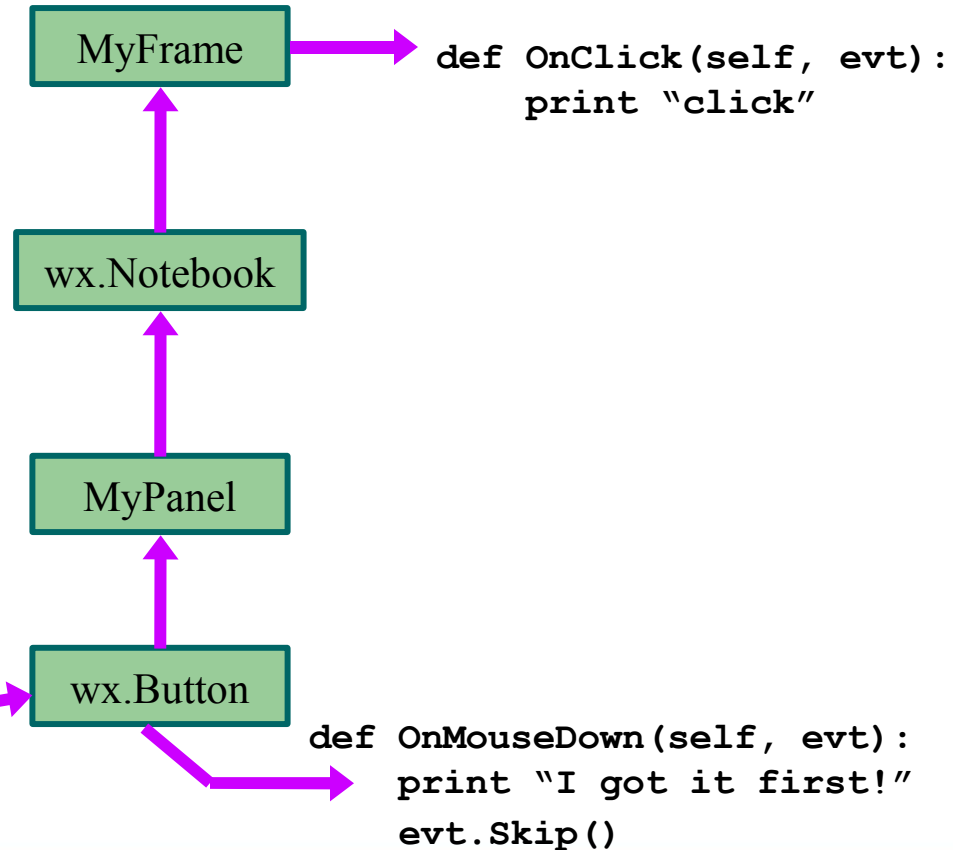 MyFrame
def OnClick(self, evt):
print “click”
wx.Notebook
MyPanel
wx.Button
def OnMouseDown(self, evt):
print “I got it first!”
evt.Skip()